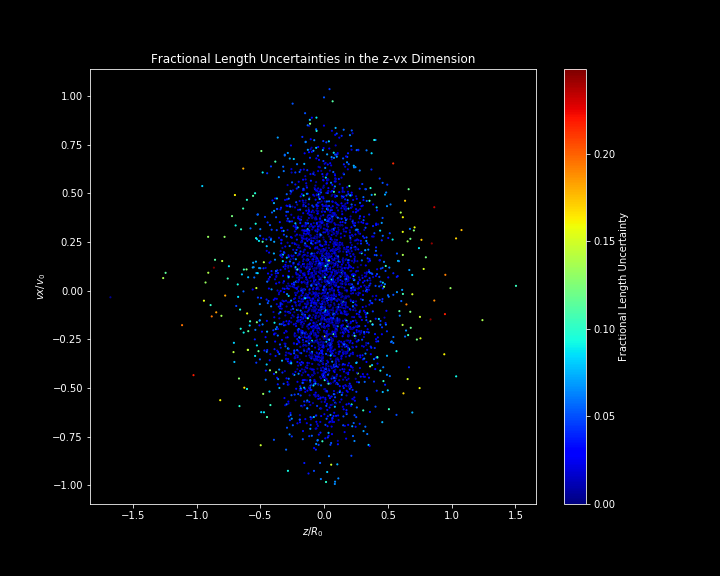 Fractional Length Uncertainties in the z-vx Dimension
1.00
0.75
0.50
0.25
0.00
−0.25
−0.50
−0.75
−1.00
vx/v₀
−1.5 −1.0 −0.5 0.0 0.5 1.0 1.5
z/R₀
0.20
0.15
0.10
0.05
0.00
Fractional Length Uncertainty